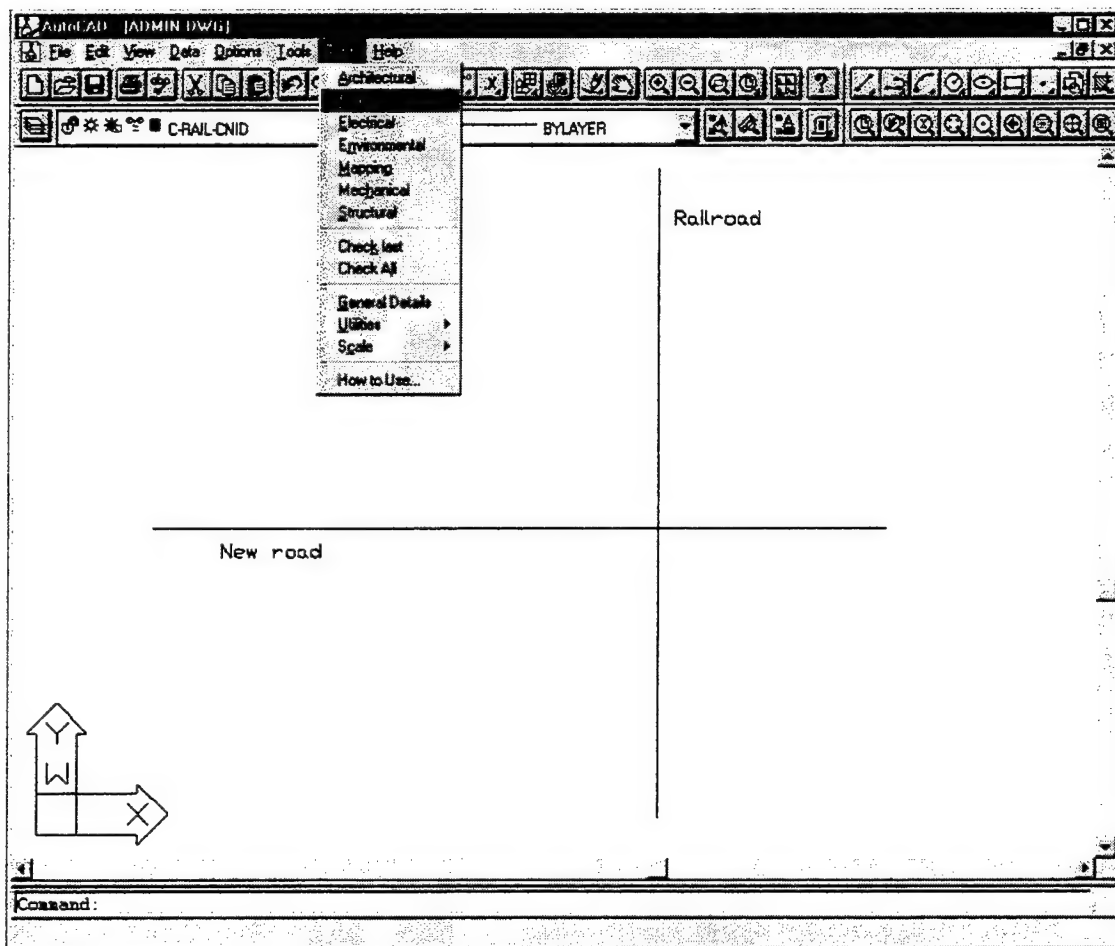 AutoCAD - [ADMIN.DWG]
File Edit View Data Options Tools Help
Architectural
C-RAIL-CNID
BYLAYER
Electrical
Environmental
Mapping
Mechanical
Structural
Check last
Check All
General Details
Utilities
Scale
How to Use...
Railroad
New road
Y
W
X
Command: